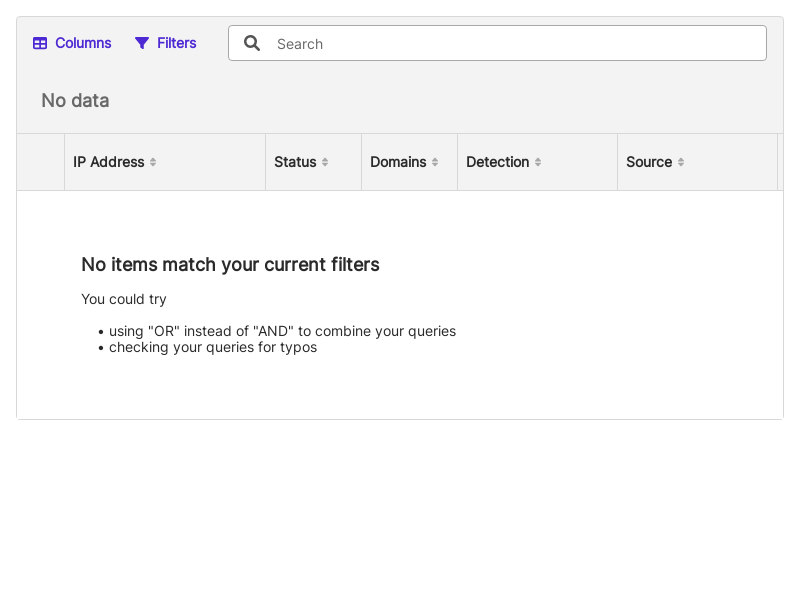 Columns Filters Search
No data
IP Address Status Domains Detection Source
No items match your current filters
You could try
• using "OR" instead of "AND" to combine your queries
• checking your queries for typos